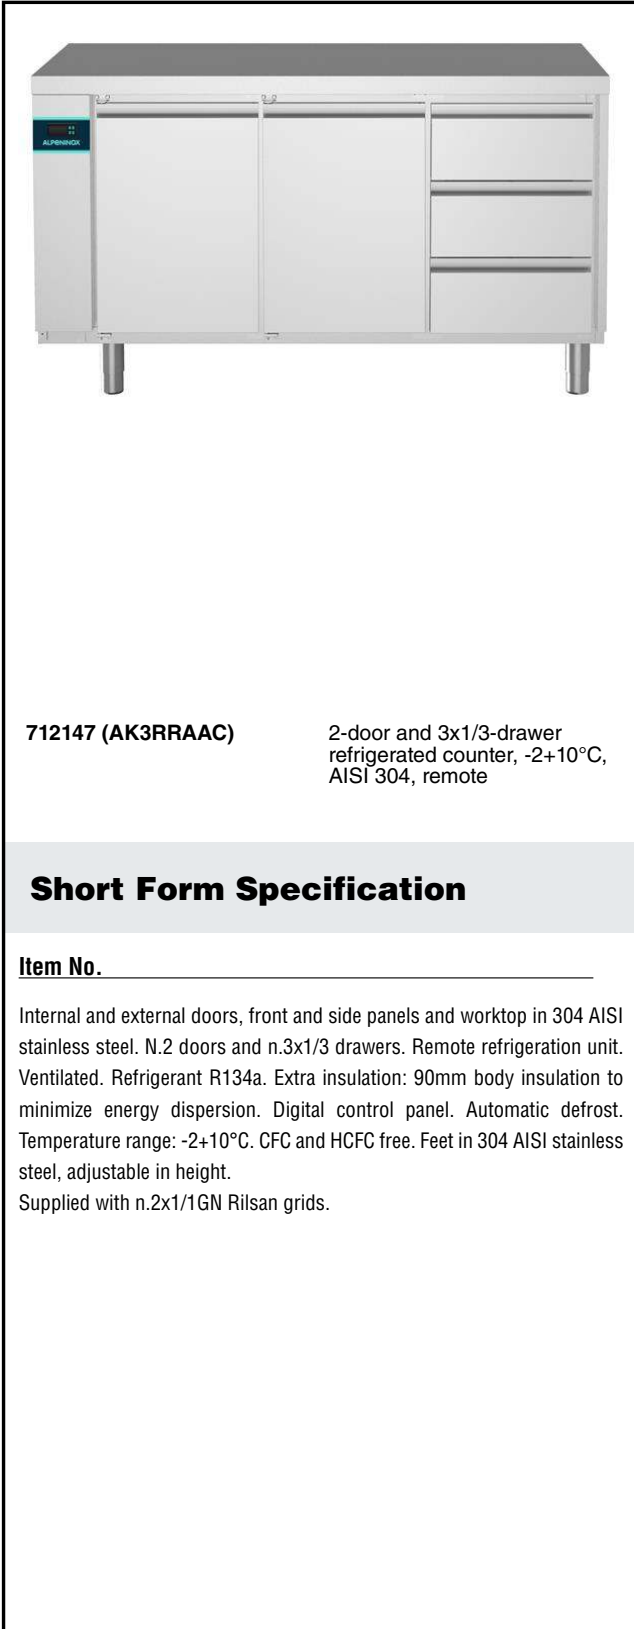 ALPENINOX
712147 (AK3RRAAC)
2-door and 3x1/3-drawer
refrigerated counter, -2+10°C,
AISI 304, remote
Short Form Specification
Item No.
Internal and external doors, front and side panels and worktop in 304 AISI
stainless steel. N.2 doors and n.3x1/3 drawers. Remote refrigeration unit.
Ventilated. Refrigerant R134a. Extra insulation: 90mm body insulation to
minimize energy dispersion. Digital control panel. Automatic defrost.
Temperature range: -2+10°C. CFC and HCFC free. Feet in 304 AISI stainless
steel, adjustable in height.
Supplied with n.2x1/1GN Rilsan grids.